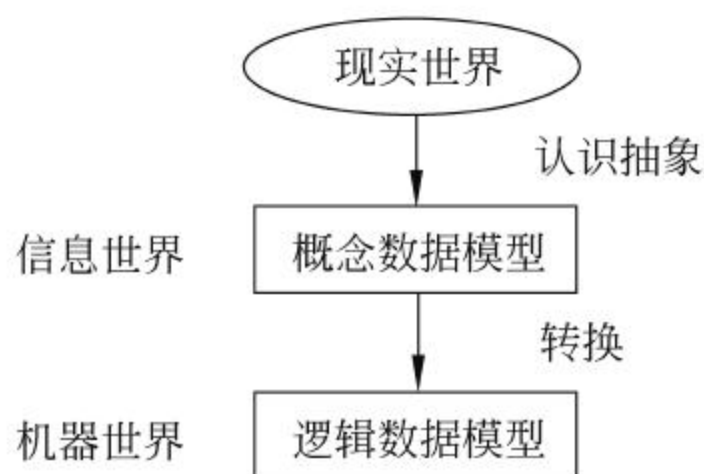 现实世界
认识抽象
信息世界
概念数据模型
转换
机器世界
逻辑数据模型